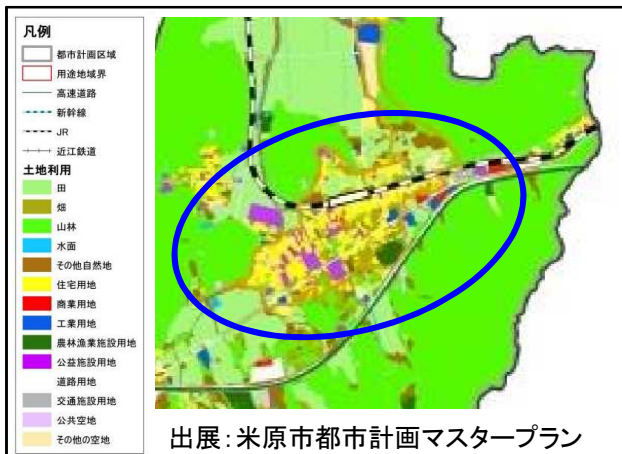 凡例
都市計画区域
用途地域界
高速道路
新幹線
JR
近江鉄道
土地利用
田
畑
山林
水面
その他自然地
住宅用地
商業用地
工業用地
農林漁業施設用地
公益施設用地
道路用地
交通施設用地
公共空地
その他の空地
出展：米原市都市計画マスタープラン